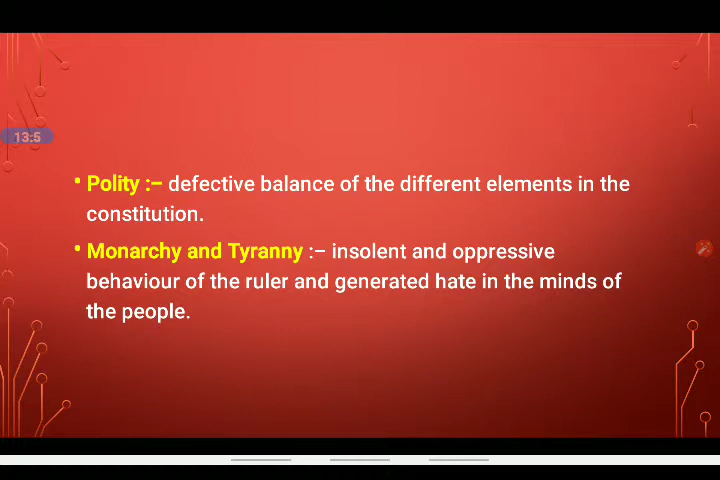 13:5
• Polity :– defective balance of the different elements in the
constitution.
• Monarchy and Tyranny :– insolent and oppressive
behaviour of the ruler and generated hate in the minds of
the people.